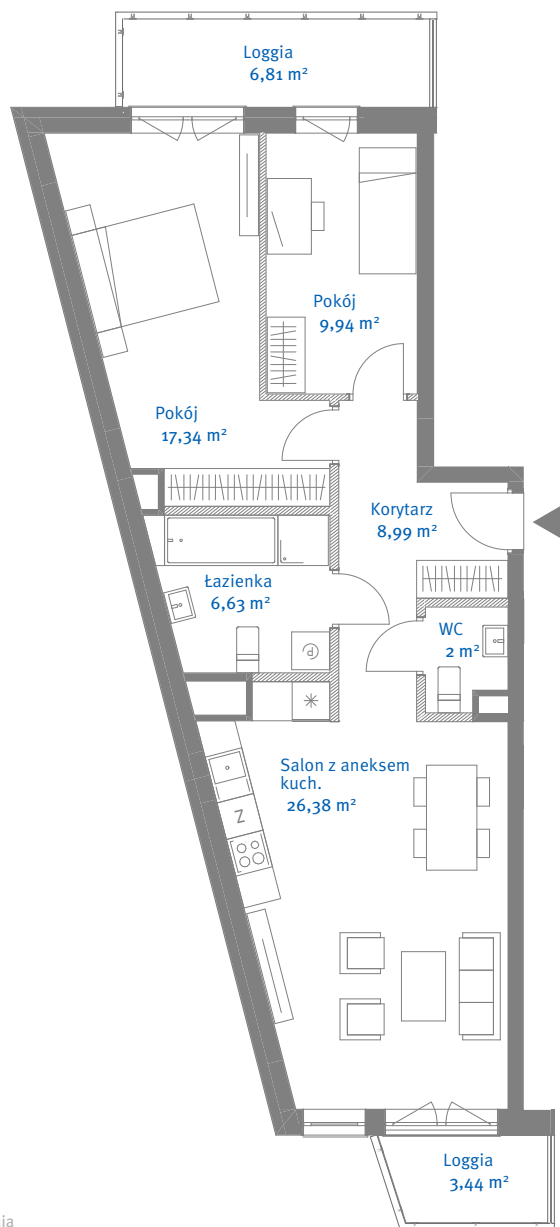 Loggia
6,81 m²
Pokój
9,94 m²
Pokój
17,34 m²
Korytarz
8,99 m²
Łazienka
6,63 m²
P
WC
2 m²
Salon z aneksem
kuch.
26,38 m²
Z
Loggia
3,44 m²
nia